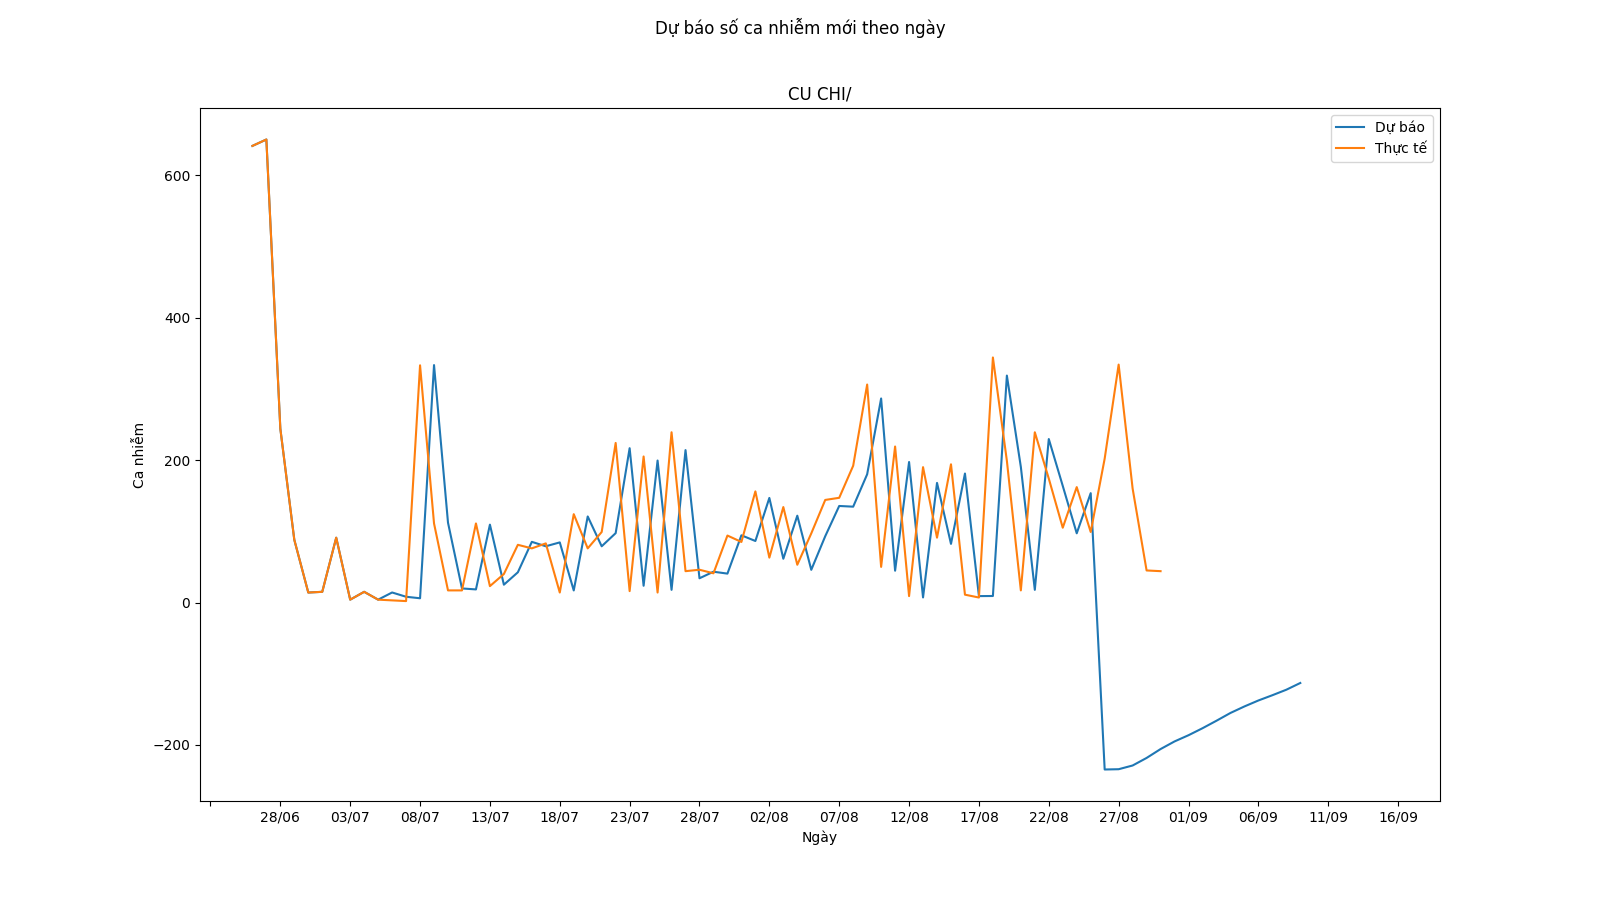 Dự báo số ca nhiễm mới theo ngày
CU CHI/
Dự báo
Thực tế
600
400
200
0
−200
Ca nhiễm
28/06 03/07 08/07 13/07 18/07 23/07 28/07 02/08 07/08 12/08 17/08 22/08 27/08 01/09 06/09 11/09 16/09
Ngày